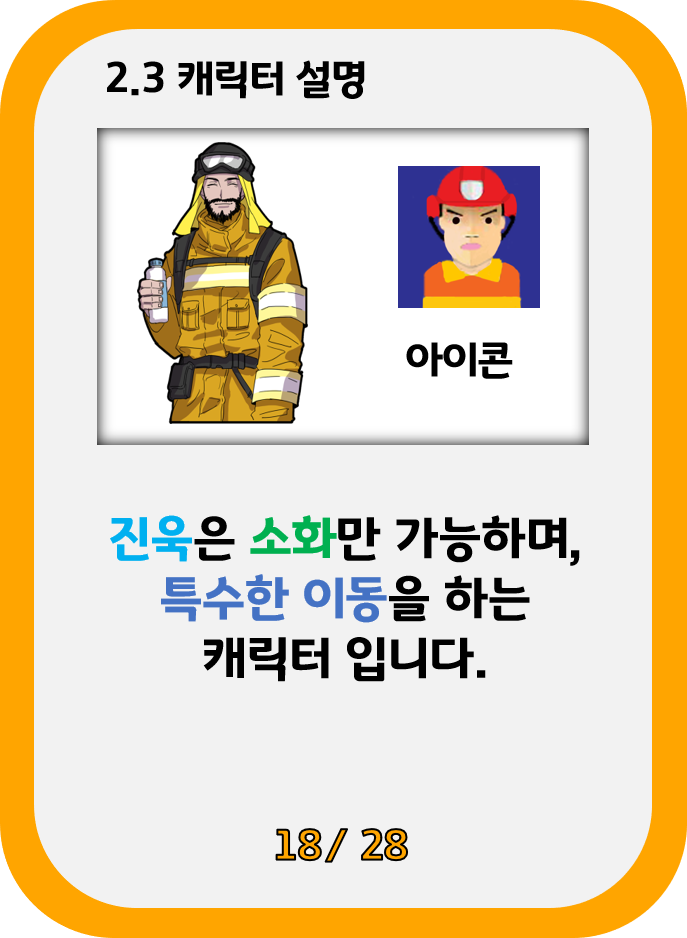 2.3 캐릭터 설명
아이콘
진욱은 소화만 가능하며,
특수한 이동을 하는
캐릭터 입니다.
18/ 28